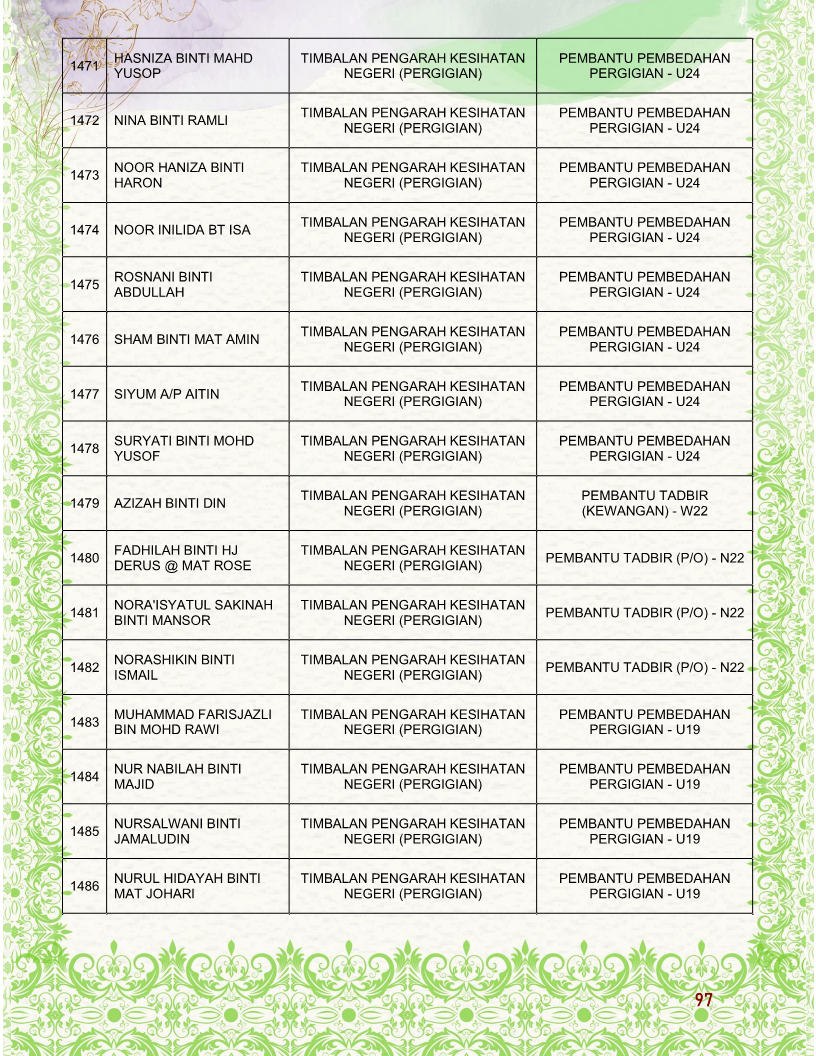 1471 HASNIZA BINTI MAHD YUSOP TIMBALAN PENGARAH KESIHATAN NEGERI (PERGIGIAN) PEMBANTU PEMBEDAHAN PERGIGIAN - U24
1472 NINA BINTI RAMLI TIMBALAN PENGARAH KESIHATAN NEGERI (PERGIGIAN) PEMBANTU PEMBEDAHAN PERGIGIAN - U24
1473 NOOR HANIZA BINTI HARON TIMBALAN PENGARAH KESIHATAN NEGERI (PERGIGIAN) PEMBANTU PEMBEDAHAN PERGIGIAN - U24
1474 NOOR INILIDA BT ISA TIMBALAN PENGARAH KESIHATAN NEGERI (PERGIGIAN) PEMBANTU PEMBEDAHAN PERGIGIAN - U24
1475 ROSNANI BINTI ABDULLAH TIMBALAN PENGARAH KESIHATAN NEGERI (PERGIGIAN) PEMBANTU PEMBEDAHAN PERGIGIAN - U24
1476 SHAM BINTI MAT AMIN TIMBALAN PENGARAH KESIHATAN NEGERI (PERGIGIAN) PEMBANTU PEMBEDAHAN PERGIGIAN - U24
1477 SIYUM A/P AITIN TIMBALAN PENGARAH KESIHATAN NEGERI (PERGIGIAN) PEMBANTU PEMBEDAHAN PERGIGIAN - U24
1478 SURYATI BINTI MOHD YUSOF TIMBALAN PENGARAH KESIHATAN NEGERI (PERGIGIAN) PEMBANTU PEMBEDAHAN PERGIGIAN - U24
1479 AZIZAH BINTI DIN TIMBALAN PENGARAH KESIHATAN NEGERI (PERGIGIAN) PEMBANTU TADBIR (KEWANGAN) - W22
1480 FADHILAH BINTI HJ DERUS @ MAT ROSE TIMBALAN PENGARAH KESIHATAN NEGERI (PERGIGIAN) PEMBANTU TADBIR (P/O) - N22
1481 NORA'ISYATUL SAKINAH BINTI MANSOR TIMBALAN PENGARAH KESIHATAN NEGERI (PERGIGIAN) PEMBANTU TADBIR (P/O) - N22
1482 NORASHIKIN BINTI ISMAIL TIMBALAN PENGARAH KESIHATAN NEGERI (PERGIGIAN) PEMBANTU TADBIR (P/O) - N22
1483 MUHAMMAD FARISJAZLI BIN MOHD RAWI TIMBALAN PENGARAH KESIHATAN NEGERI (PERGIGIAN) PEMBANTU PEMBEDAHAN PERGIGIAN - U19
1484 NUR NABILAH BINTI MAJID TIMBALAN PENGARAH KESIHATAN NEGERI (PERGIGIAN) PEMBANTU PEMBEDAHAN PERGIGIAN - U19
1485 NURSALWANI BINTI JAMALUDIN TIMBALAN PENGARAH KESIHATAN NEGERI (PERGIGIAN) PEMBANTU PEMBEDAHAN PERGIGIAN - U19
1486 NURUL HIDAYAH BINTI MAT JOHARI TIMBALAN PENGARAH KESIHATAN NEGERI (PERGIGIAN) PEMBANTU PEMBEDAHAN PERGIGIAN - U19
97